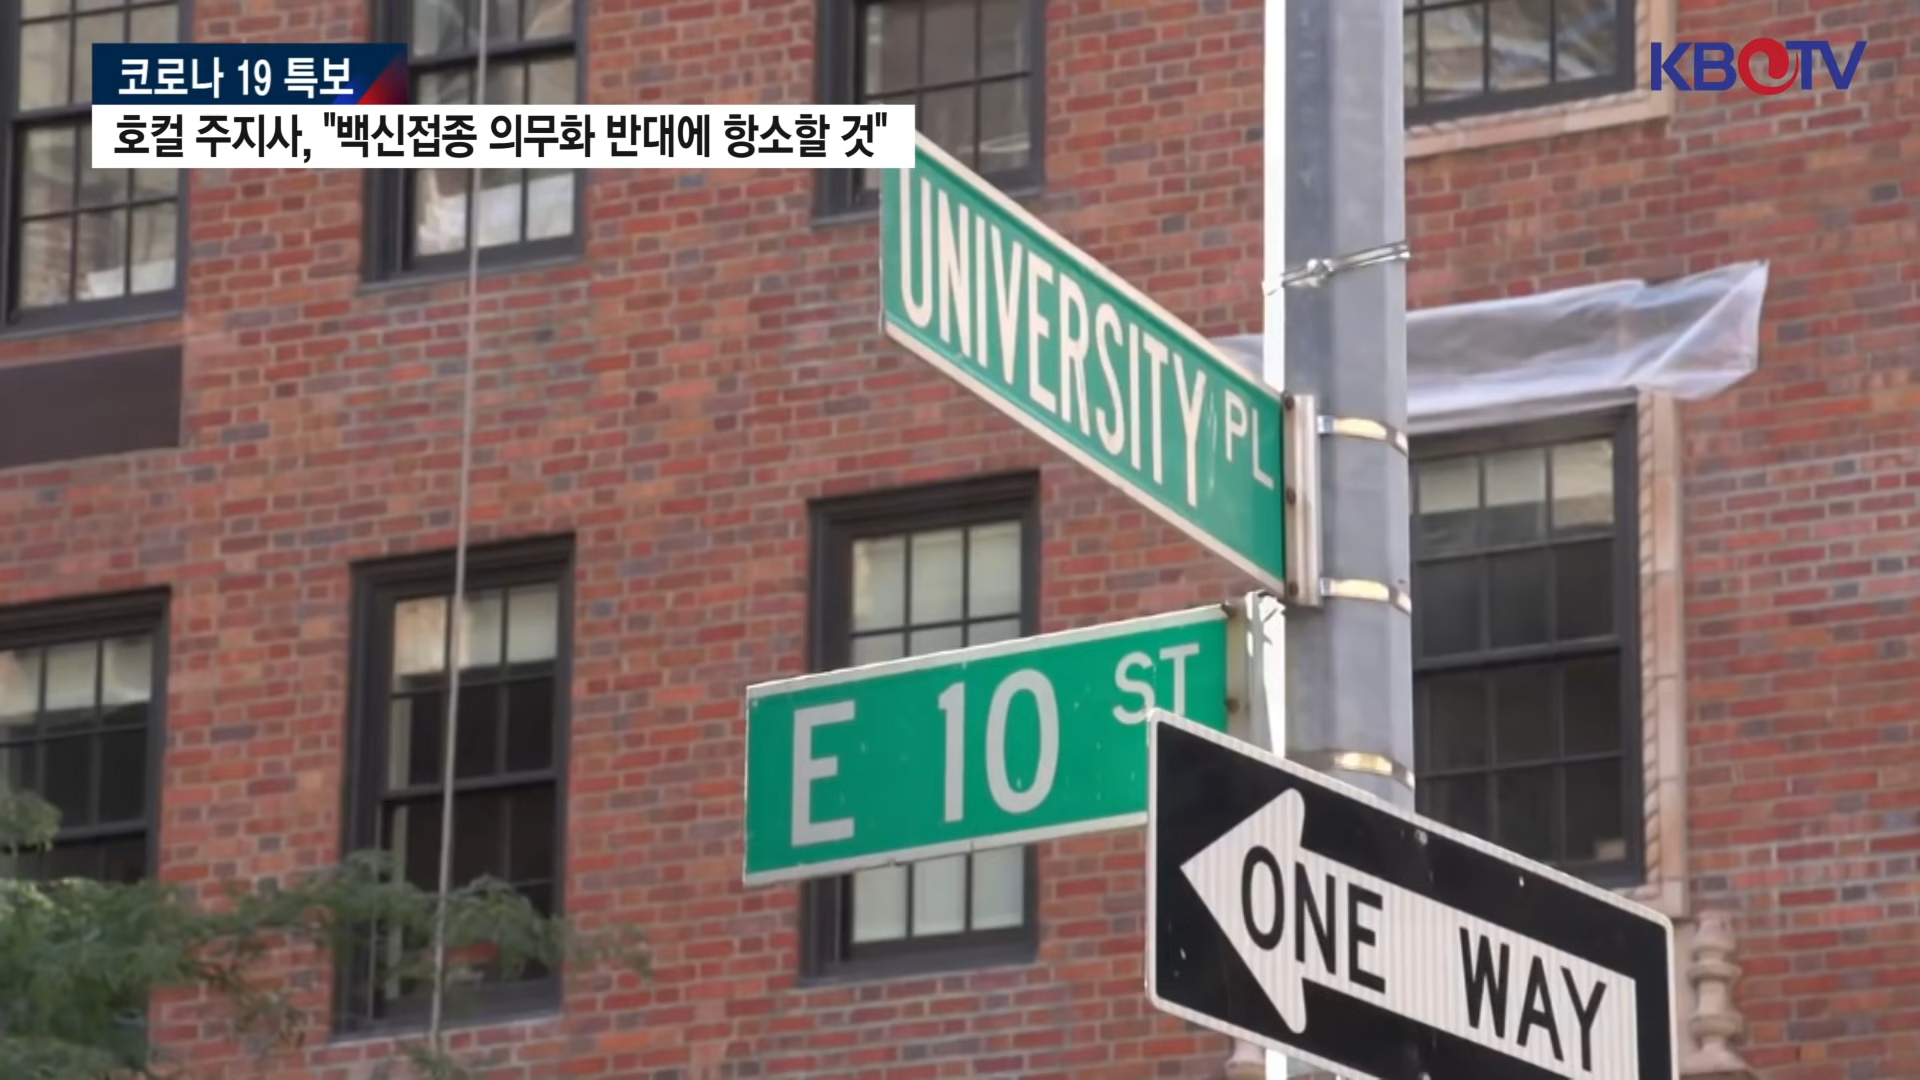 코로나 19 특보
KBTV
호컬 주지사, "백신접종 의무화 반대에 항소할 것"
UNIVERSITY PL
E 10 ST
ONE WAY